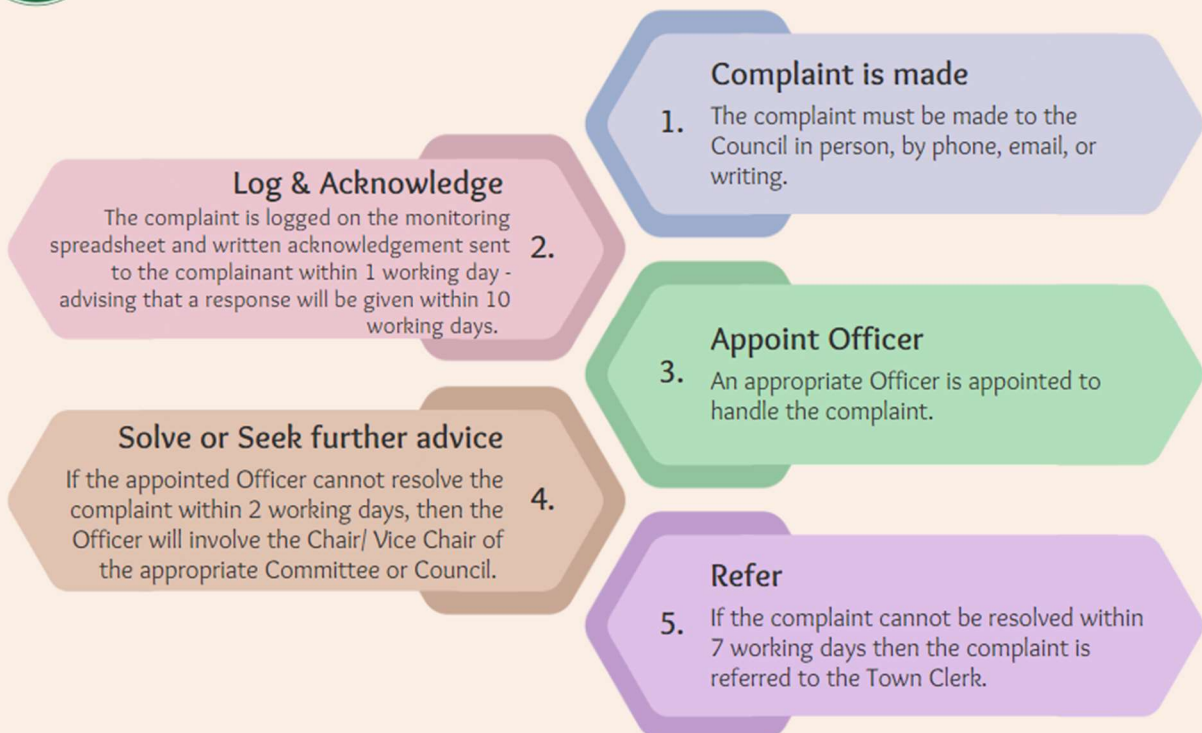 Complaint is made
1.
The complaint must be made to the
Council in person, by phone, email, or
writing.
Log & Acknowledge
The complaint is logged on the monitoring
spreadsheet and written acknowledgement sent
2.
to the complainant within 1 working day -
advising that a response will be given within 10
working days.
Appoint Officer
3.
An appropriate Officer is appointed to
handle the complaint.
Solve or Seek further advice
If the appointed Officer cannot resolve the
complaint within 2 working days, then the
4.
Officer will involve the Chair/ Vice Chair of
the appropriate Committee or Council.
Refer
5.
If the complaint cannot be resolved within
7 working days then the complaint is
referred to the Town Clerk.